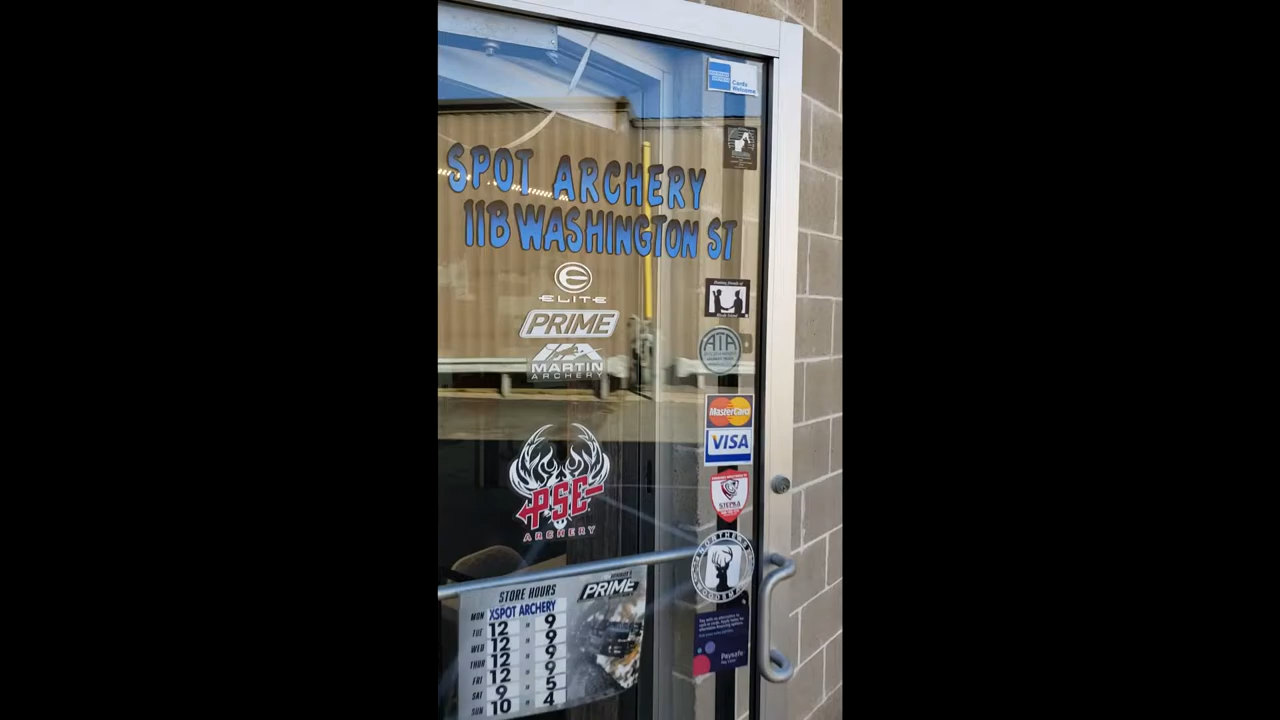 Cards
Welcome
SPOT ARCHERY
11B WASHINGTON ST
ELITE
PRIME
MARTIN
ARCHERY
ATA
MasterCard
VISA
PSE
ARCHERY
STORE HOURS
PRIME
MON XSPOT ARCHERY
TUE 12 9
WED 12 9
THUR 12 9
FRI 12 9
SAT 9 5
SUN 10 4
Paysafe